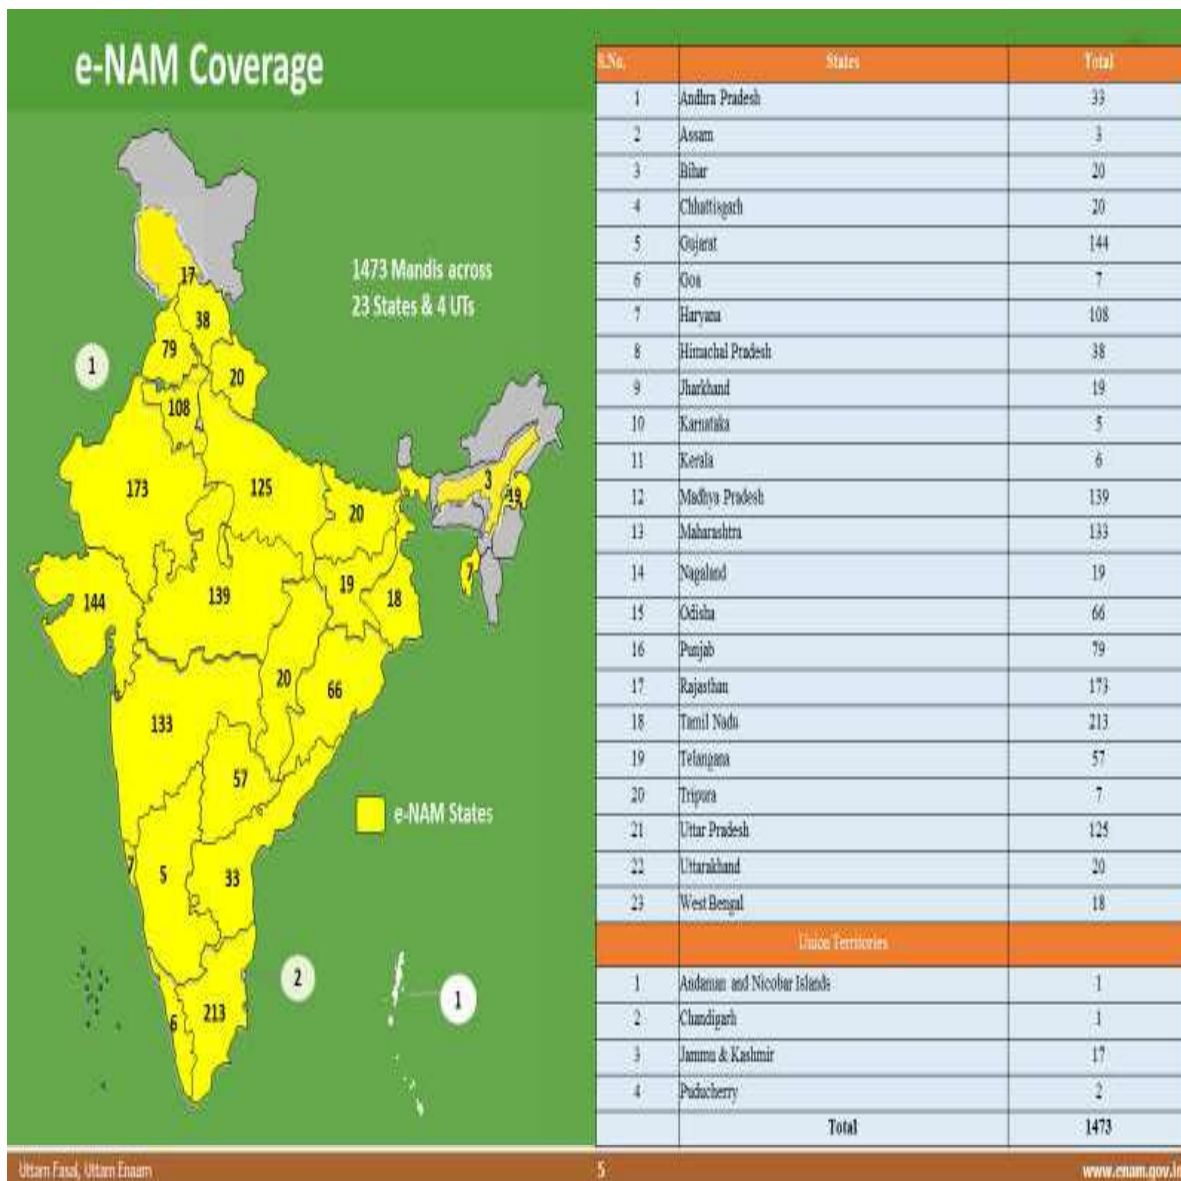 e-NAM Coverage
1473 Mandis across
23 States & 4 UTs
17
38
79
1
20
108
173
125
3
19
20
144
139
19
18
7
20
66
133
57
e-NAM States
7
5
33
2
1
6
213
S.No. States Total
1 Andhra Pradesh 33
2 Assam 3
3 Bihar 20
4 Chhattisgarh 20
5 Gujarat 144
6 Goa 7
7 Haryana 108
8 Himachal Pradesh 38
9 Jharkhand 19
10 Karnataka 5
11 Kerala 6
12 Madhya Pradesh 139
13 Maharashtra 133
14 Nagaland 19
15 Odisha 66
16 Punjab 79
17 Rajasthan 173
18 Tamil Nadu 213
19 Telangana 57
20 Tripura 7
21 Uttar Pradesh 125
22 Uttarakhand 20
23 West Bengal 18
Union Territories
1 Andaman and Nicobar Islands 1
2 Chandigarh 1
3 Jammu & Kashmir 17
4 Puducherry 2
Total 1473
Uttam Fasal, Uttam Enaam 5 www.enam.gov.in